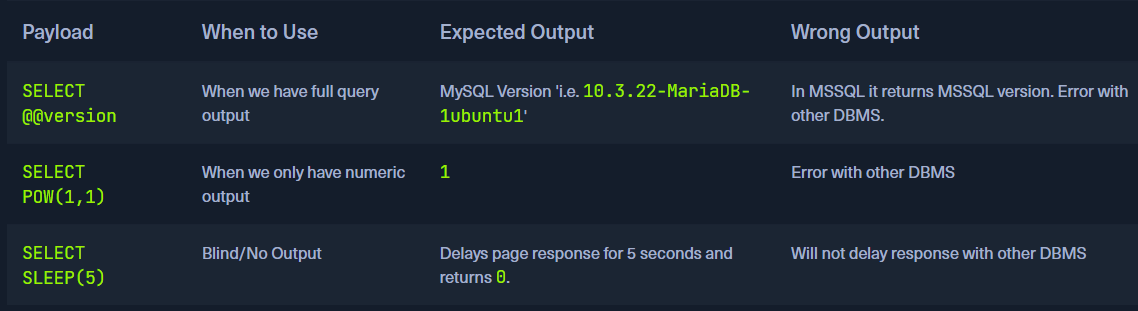 Payload When to Use Expected Output Wrong Output
SELECT When we have full query MySQL Version 'i.e. 10.3.22-MariaDB- In MSSQL it returns MSSQL version. Error with
@@version output 1ubuntu1' other DBMS.
SELECT When we only have numeric 1 Error with other DBMS
POW(1,1) output
SELECT Blind/No Output Delays page response for 5 seconds and Will not delay response with other DBMS
SLEEP(5) returns 0.